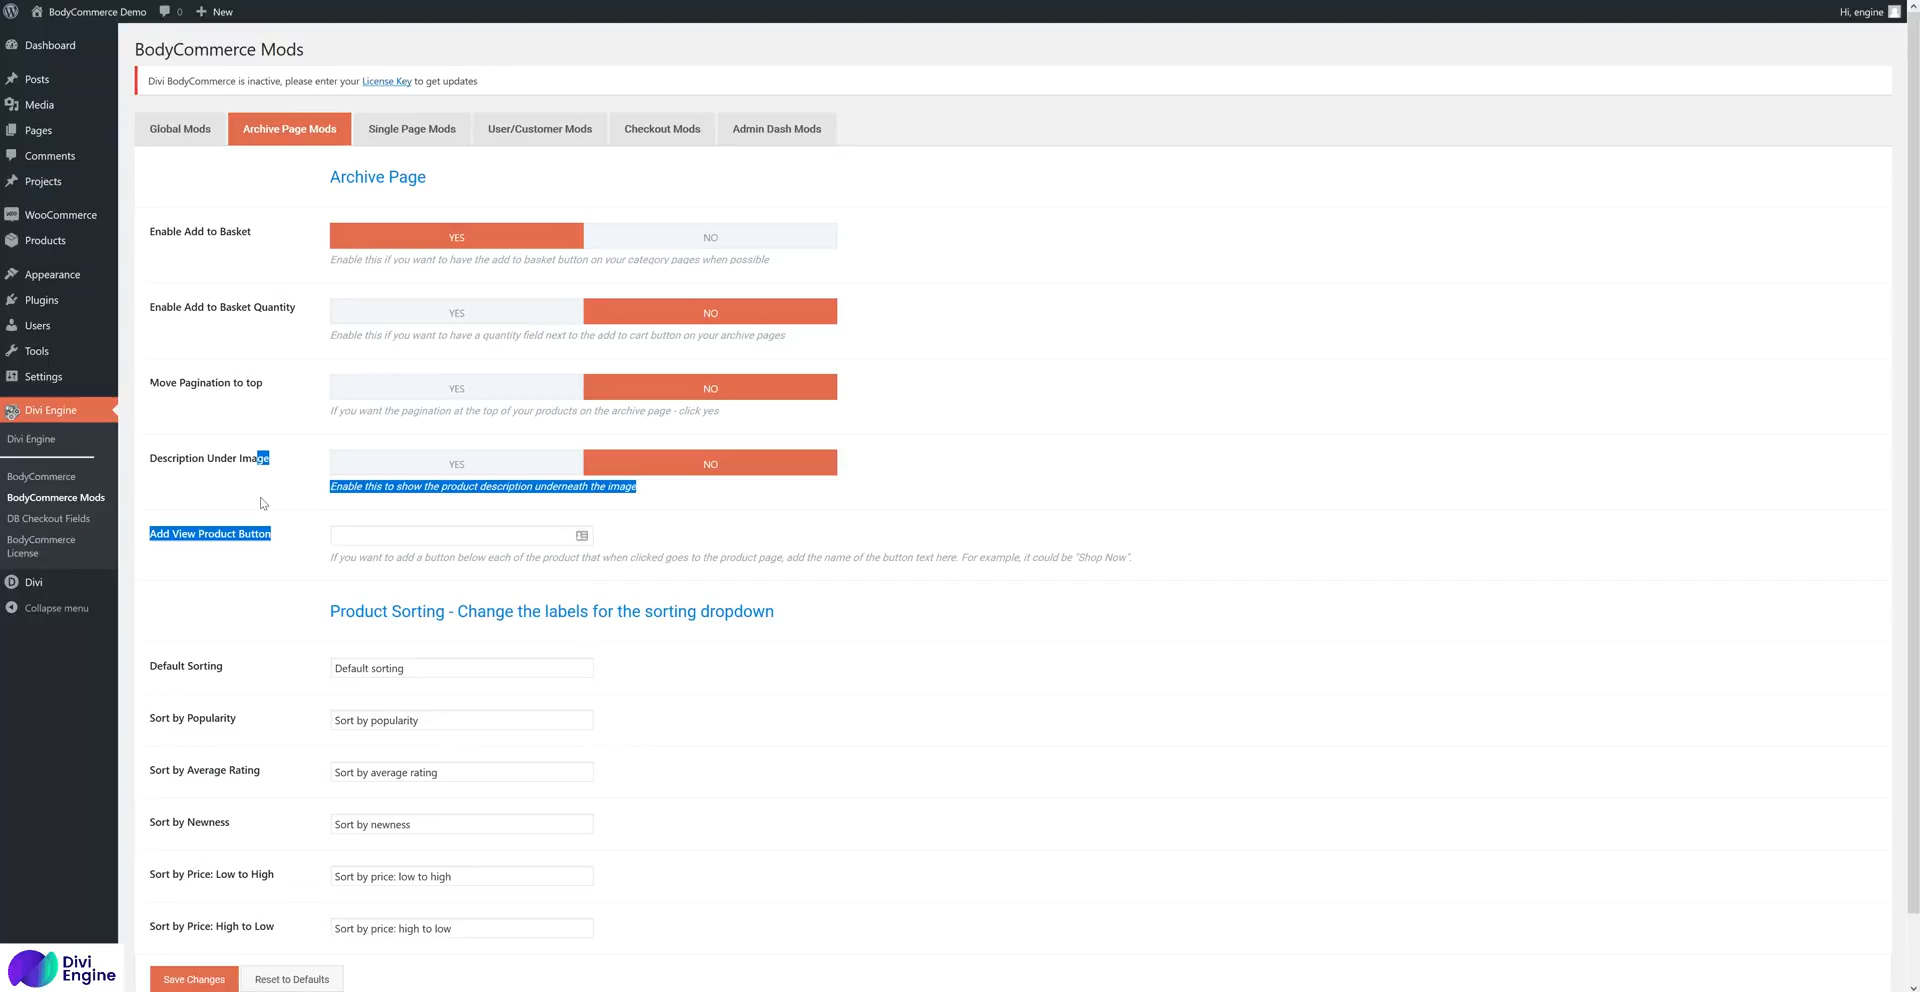 BodyCommerce Demo 0 New Hi, engine
Dashboard
Posts
Media
Pages
Comments
Projects
WooCommerce
Products
Appearance
Plugins
Users
Tools
Settings
Divi Engine
Divi Engine
BodyCommerce
BodyCommerce Mods
DB Checkout Fields
BodyCommerce
License
Divi
Collapse menu
Divi
Engine
BodyCommerce Mods
Divi BodyCommerce is inactive, please enter your License Key to get updates
Global Mods Archive Page Mods Single Page Mods User/Customer Mods Checkout Mods Admin Dash Mods
Archive Page
Enable Add to Basket YES NO
Enable this if you want to have the add to basket button on your category pages when possible
Enable Add to Basket Quantity YES NO
Enable this if you want to have a quantity field next to the add to cart button on your archive pages
Move Pagination to top YES NO
If you want the pagination at the top of your products on the archive page - click yes
Description Under Image YES NO
Enable this to show the product description underneath the image
Add View Product Button
If you want to add a button below each of the product that when clicked goes to the product page, add the name of the button text here. For example, it could be "Shop Now".
Product Sorting - Change the labels for the sorting dropdown
Default Sorting Default sorting
Sort by Popularity Sort by popularity
Sort by Average Rating Sort by average rating
Sort by Newness Sort by newness
Sort by Price: Low to High Sort by price: low to high
Sort by Price: High to Low Sort by price: high to low
Save Changes Reset to Defaults